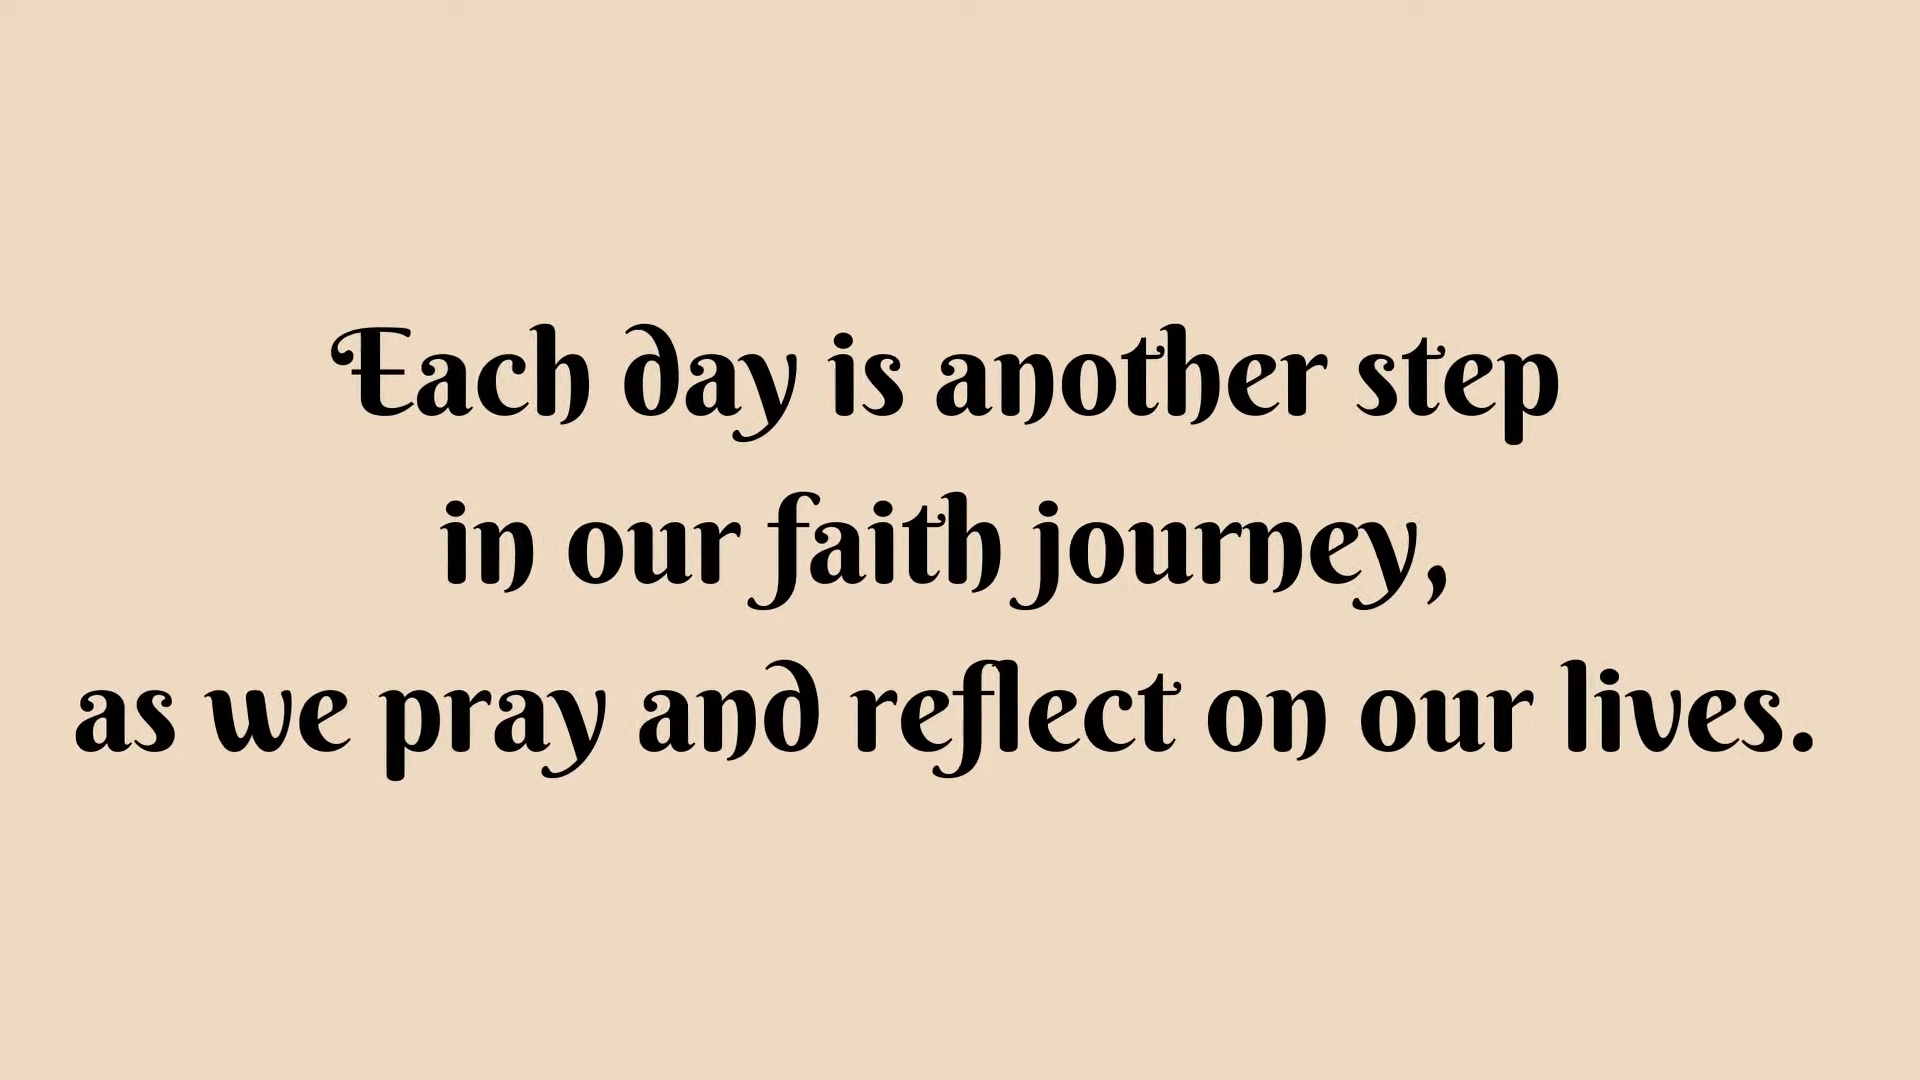 Each day is another step
in our faith journey,
as we pray and reflect on our lives.